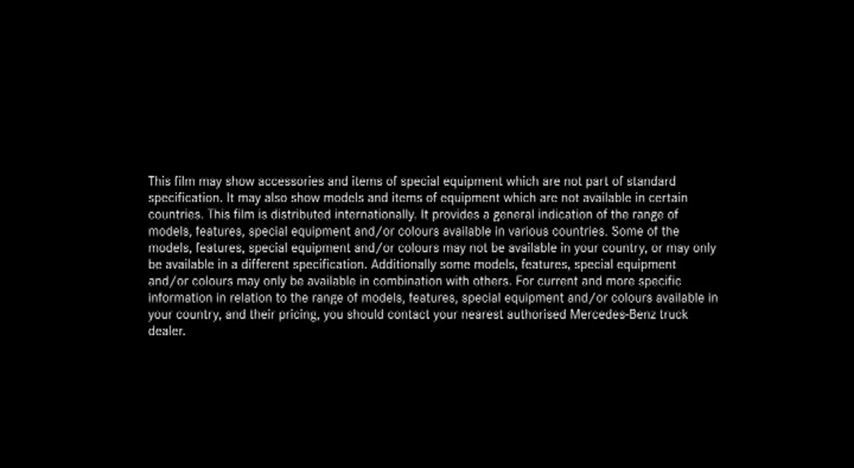 This film may show accessories and items of special equipment which are not part of standard
specification. It may also show models and items of equipment which are not available in certain
countries. This film is distributed internationally. It provides a general indication of the range of
models, features, special equipment and/or colours available in various countries. Some of the
models, features, special equipment and/or colours may not be available in your country, or may only
be available in a different specification. Additionally some models, features, special equipment
and/or colours may only be available in combination with others. For current and more specific
information in relation to the range of models, features, special equipment and/or colours available in
your country, and their pricing, you should contact your nearest authorised Mercedes-Benz truck
dealer.